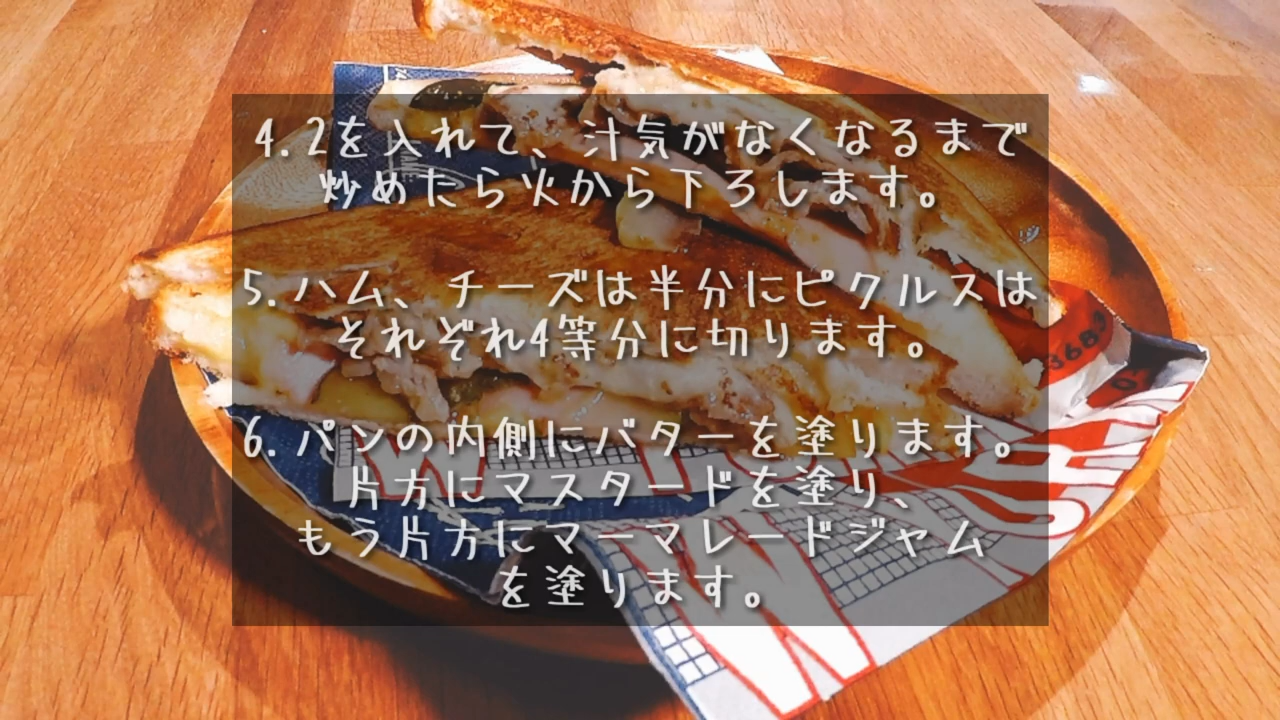 4.2を入れて、汁気がなくなるまで
炒めたら火から下ろします。
5.ハム、チーズは半分にピクルスは
それぞれ4等分に切ります。
6.パンの内側にバターを塗ります。
片方にマスタードを塗り、
もう片方にマーマレードジャム
を塗ります。
3683